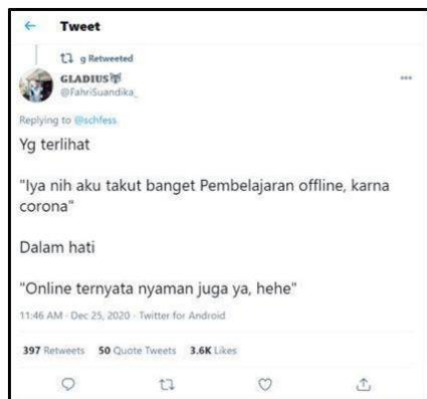 Tweet
g Retweeted
GLADIUS
@FahriSuandika_
Replying to @schfess
Yg terlihat
"Iya nih aku takut banget Pembelajaran offline, karna
corona"
Dalam hati
"Online ternyata nyaman juga ya, hehe"
11:46 AM · Dec 25, 2020 · Twitter for Android
397 Retweets 50 Quote Tweets 3.6K Likes